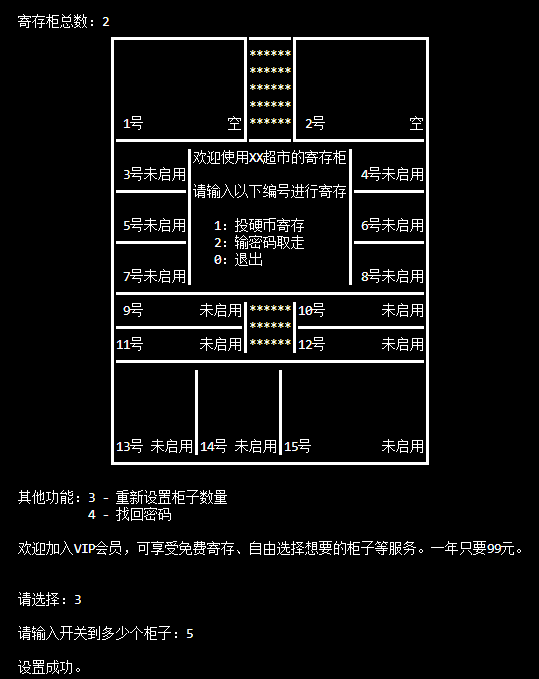 寄存柜总数：2
******
******
******
******
1号 空 ****** 2号 空
欢迎使用XX超市的寄存柜
3号未启用 4号未启用
请输入以下编号进行寄存
5号未启用 1：投硬币寄存 6号未启用
2：输密码取走
0：退出
7号未启用 8号未启用
9号 未启用 ****** 10号 未启用
******
11号 未启用 ****** 12号 未启用
13号 未启用 14号 未启用 15号 未启用
其他功能：3 - 重新设置柜子数量
4 - 找回密码
欢迎加入VIP会员，可享受免费寄存、自由选择想要的柜子等服务。一年只要99元。
请选择：3
请输入开关到多少个柜子：5
设置成功。